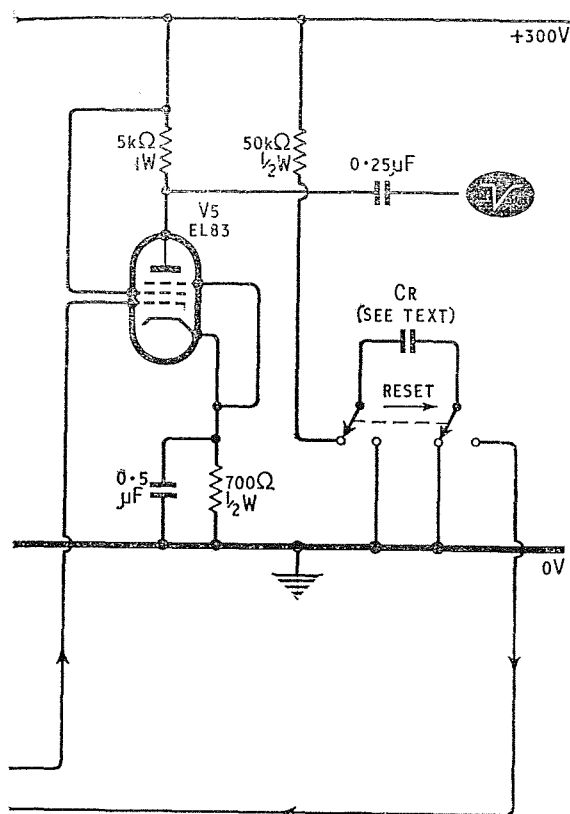 +300V
5kΩ
1W
50kΩ
½W
0·25µF
V5
EL83
CR
(SEE TEXT)
RESET
0·5
µF
700Ω
½W
0V